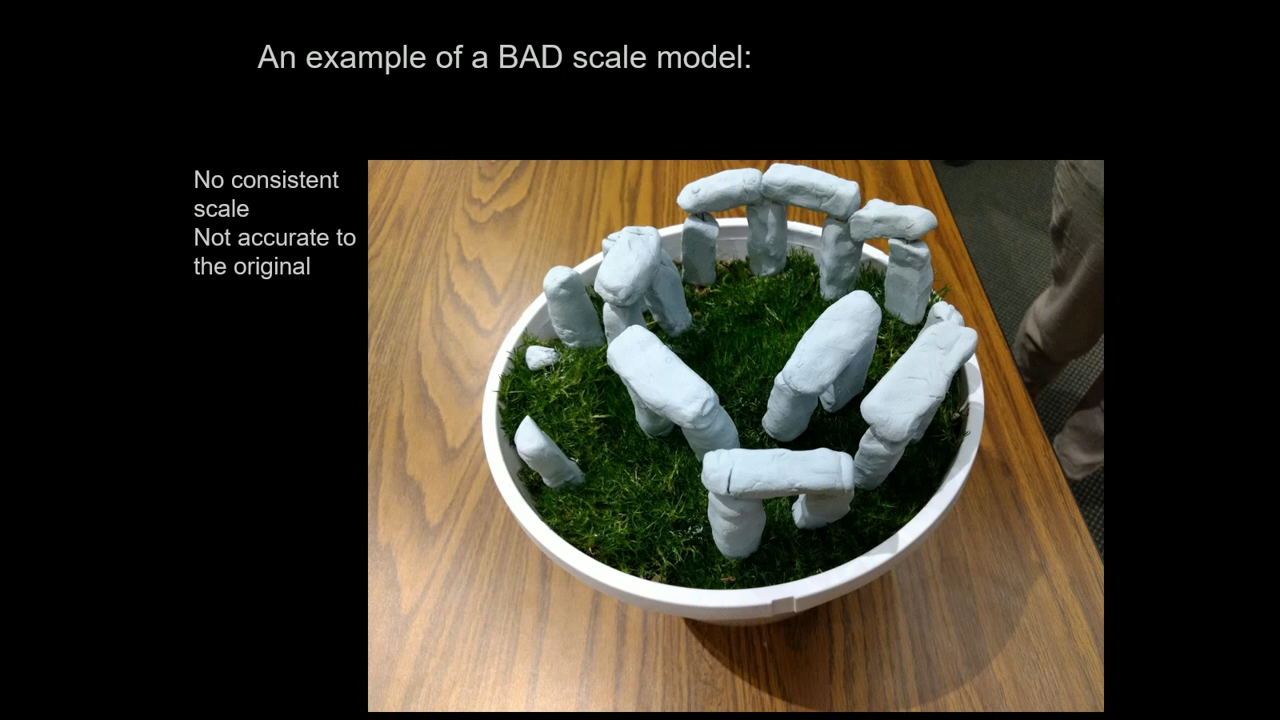 An example of a BAD scale model:
No consistent
scale
Not accurate to
the original